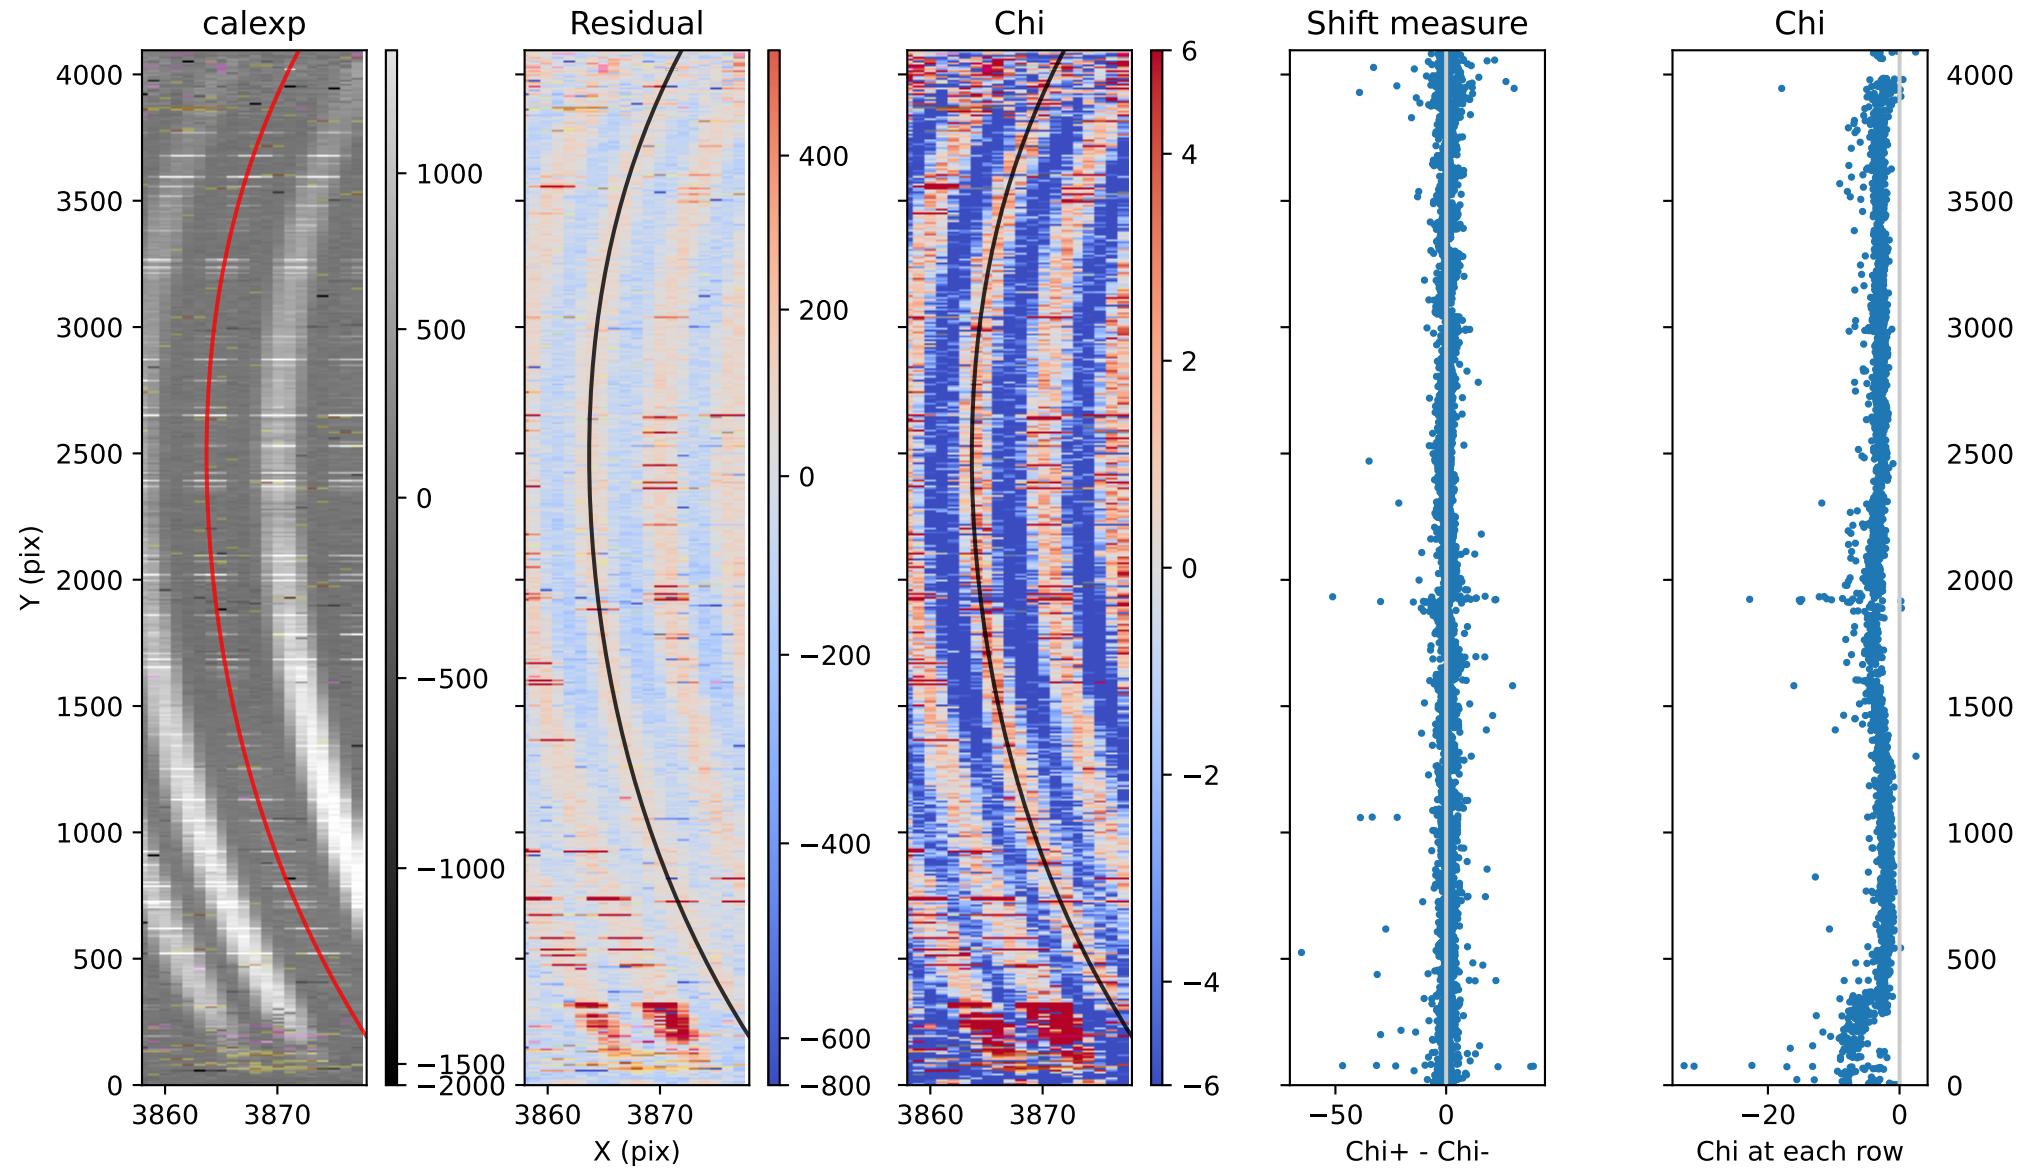 calexp Residual Chi Shift measure Chi
4000 1000 400 6 4000
3500 500 200 4 3500
3000 0 0 2 3000
2500 −500 −200 0 2500
2000 −1000 −400 −2 2000
1500 −1500 −600 −4 1500
1000 −2000 −800 −6 1000
500 500
0 0
Y (pix)
3860 3870 3860 3870 3860 3870 −50 0 −20 0
X (pix) Chi+ - Chi- Chi at each row